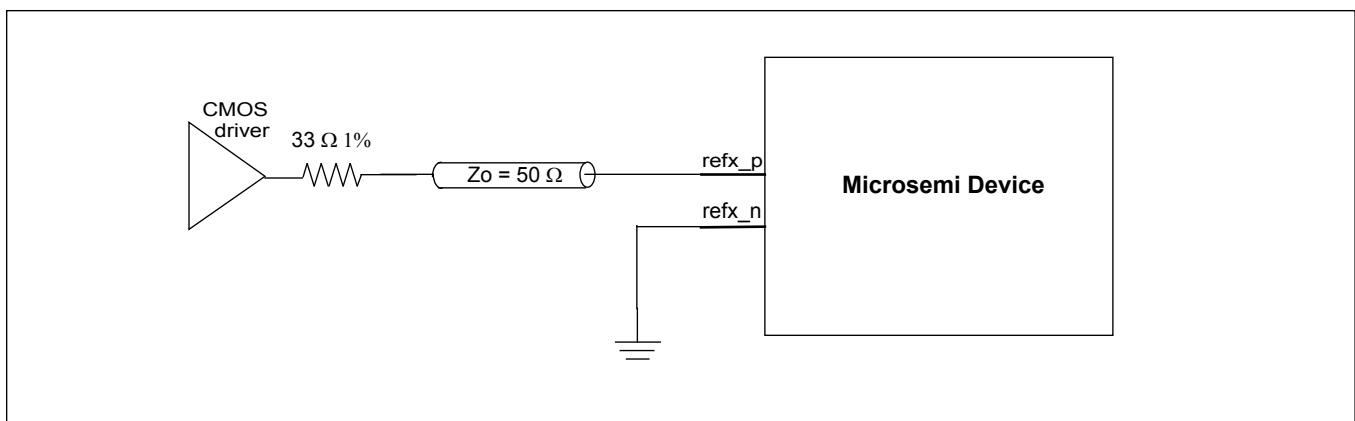 CMOS
driver
33 Ω 1%
Zo = 50 Ω
refx_p
refx_n
Microsemi Device